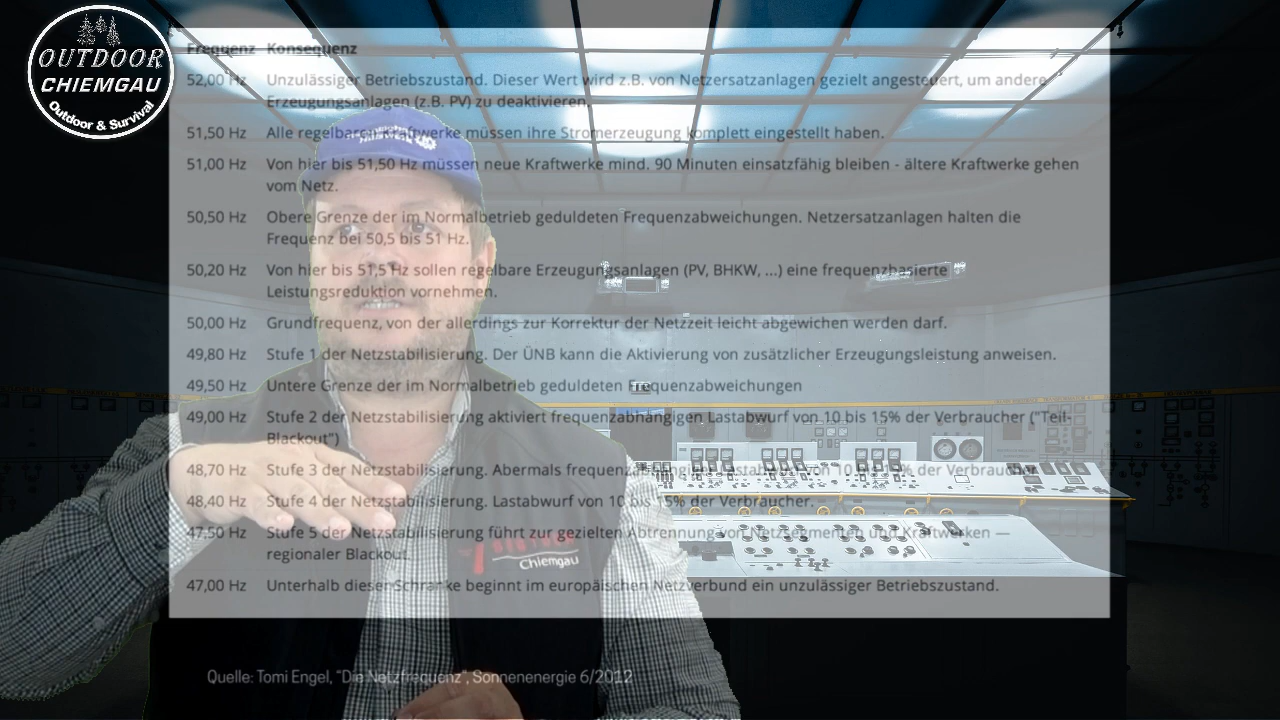 OUTDOOR
CHIEMGAU
Outdoor & Survival
Frequenz Konsequenz
52,00 Hz Unzulässiger Betriebszustand. Dieser Wert wird z.B. von Netzersatzanlagen gezielt angesteuert, um andere
Erzeugungsanlagen (z.B. PV) zu deaktivieren.
51,50 Hz Alle regelbaren Kraftwerke müssen ihre Stromerzeugung komplett eingestellt haben.
51,00 Hz Von hier bis 51,50 Hz müssen neue Kraftwerke mind. 90 Minuten einsatzfähig bleiben - ältere Kraftwerke gehen
vom Netz.
50,50 Hz Obere Grenze der im Normalbetrieb geduldeten Frequenzabweichungen. Netzersatzanlagen halten die
Frequenz bei 50,5 bis 51 Hz.
50,20 Hz Von hier bis 51,5 Hz sollen regelbare Erzeugungsanlagen (PV, BHKW, ...) eine frequenzbasierte
Leistungsreduktion vornehmen.
50,00 Hz Grundfrequenz, von der allerdings zur Korrektur der Netzzeit leicht abgewichen werden darf.
49,80 Hz Stufe 1 der Netzstabilisierung. Der ÜNB kann die Aktivierung von zusätzlicher Erzeugungsleistung anweisen.
49,50 Hz Untere Grenze der im Normalbetrieb geduldeten Frequenzabweichungen
49,00 Hz Stufe 2 der Netzstabilisierung aktiviert frequenzabhängigen Lastabwurf von 10 bis 15% der Verbraucher ("Teil-
Blackout")
48,70 Hz Stufe 3 der Netzstabilisierung. Abermals frequenzabhängiger Lastabwurf von 10 der Verbraucher.
48,40 Hz Stufe 4 der Netzstabilisierung. Lastabwurf von 10 bis 15% der Verbraucher.
47,50 Hz Stufe 5 der Netzstabilisierung führt zur gezielten Abtrennung von Netzsegmenten und Kraftwerken —
regionaler Blackout.
47,00 Hz Unterhalb dieser Schranke beginnt im europäischen Netzverbund ein unzulässiger Betriebszustand.
Chiemgau
Quelle: Tomi Engel, "Die Netzfrequenz", Sonnenenergie 6/2012